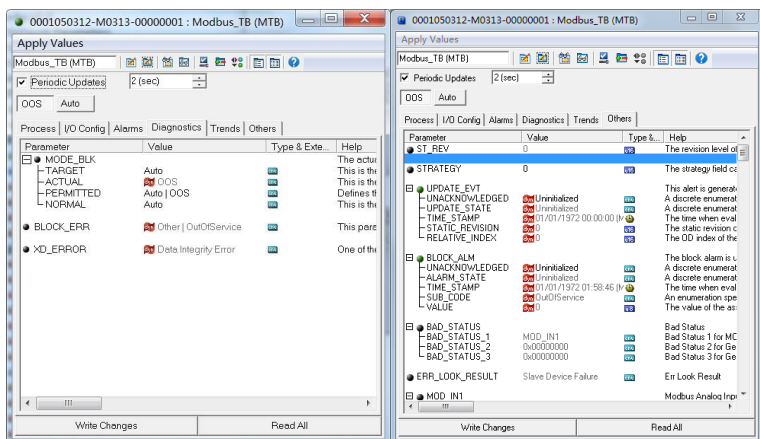 0001050312-M0313-00000001 : Modbus_TB (MTB)
Apply Values
Modbus_TB (MTB)
Periodic Updates 2 (sec)
OOS Auto
Process I/O Config Alarms Diagnostics Trends Others
Parameter Value Type & Exte... Help
MODE_BLK The actua
TARGET Auto This is the
ACTUAL OOS This is the
PERMITTED Auto | OOS Defines th
NORMAL Auto This is the
BLOCK_ERR Other | OutOfService This para
XD_ERROR Data Integrity Error One of the
Write Changes Read All
0001050312-M0313-00000001 : Modbus_TB (MTB)
Apply Values
Modbus_TB (MTB)
Periodic Updates 2 (sec)
OOS Auto
Process I/O Config Alarms Diagnostics Trends Others
Parameter Value Type &... Help
ST_REV 0 The revision level of
STRATEGY 0 The strategy field ca
UPDATE_EVT This alert is generate
UNACKNOWLEDGED Uninitialized A discrete enumerat
UPDATE_STATE Uninitialized A discrete enumerat
TIME_STAMP 01/01/1972 00:00:00 (M The time when eval
STATIC_REVISION 0 The static revision c
RELATIVE_INDEX 0 The OD index of the
BLOCK_ALM The block alarm is u
UNACKNOWLEDGED Uninitialized A discrete enumerat
ALARM_STATE Uninitialized A discrete enumerat
TIME_STAMP 01/01/1972 01:58:46 (M The time when eval
SUB_CODE OutOfService An enumeration spe
VALUE 0 The value of the as
BAD_STATUS Bad Status
BAD_STATUS_1 MOD_IN1 Bad Status 1 for MO
BAD_STATUS_2 0x00000000 Bad Status 2 for Ge
BAD_STATUS_3 0x00000000 Bad Status 3 for Ge
ERR_LOOK_RESULT Slave Device Failure Err Look Result
MOD_IN1 Modbus Analog Inpu
Write Changes Read All